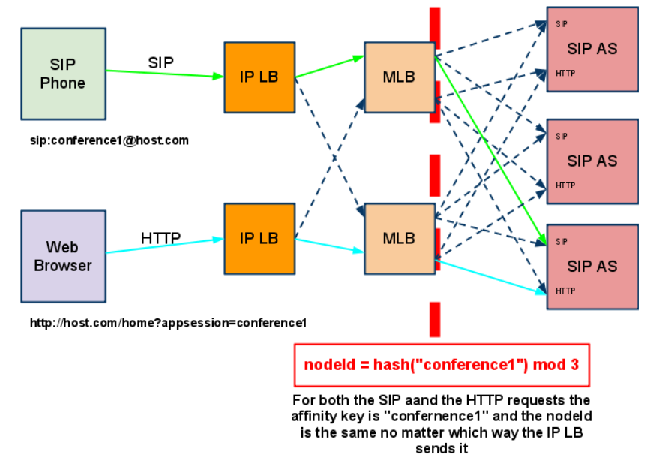 SIP
Phone
SIP
IP LB
MLB
SIP
SIP AS
HTTP
sip:conference1@host.com
SIP
SIP AS
HTTP
Web
Browser
HTTP
IP LB
MLB
SIP
SIP AS
HTTP
http://host.com/home?appsession=conference1
nodeId = hash("conference1") mod 3
For both the SIP aand the HTTP requests the
affinity key is "confernence1" and the nodeId
is the same no matter which way the IP LB
sends it